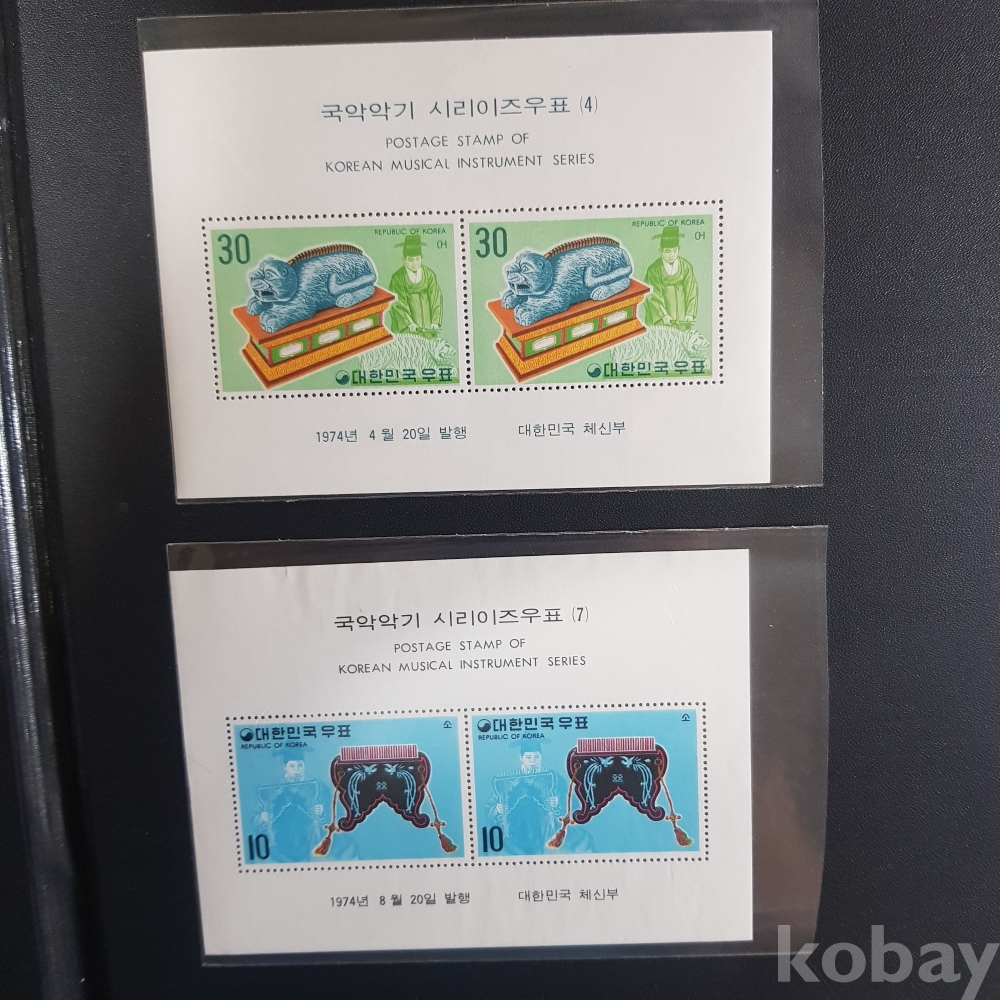 국악악기 시리이즈우표 (4)
POSTAGE STAMP OF
KOREAN MUSICAL INSTRUMENT SERIES
30
REPUBLIC OF KOREA
어
대한민국우표
30
REPUBLIC OF KOREA
어
대한민국우표
1974년 4월 20일 발행 대한민국 체신부
국악악기 시리이즈우표 (7)
POSTAGE STAMP OF
KOREAN MUSICAL INSTRUMENT SERIES
대한민국우표
소
REPUBLIC OF KOREA
10
대한민국우표
소
REPUBLIC OF KOREA
10
1974년 8월 20일 발행 대한민국 체신부
kobay